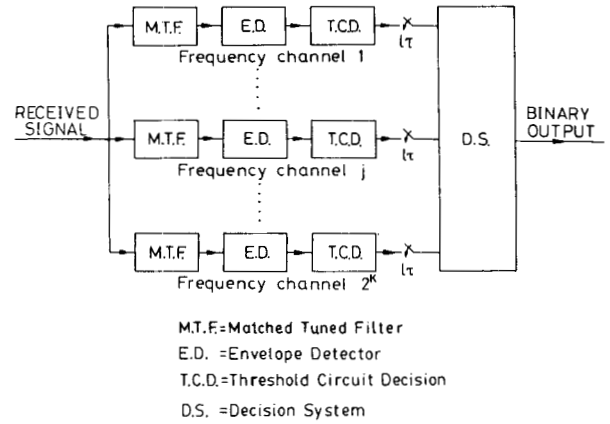 M.T.F. E.D. T.C.D. lτ
Frequency channel 1
RECEIVED SIGNAL
M.T.F. E.D. T.C.D. lτ
Frequency channel j
D.S.
BINARY OUTPUT
M.T.F. E.D. T.C.D. lτ
Frequency channel 2^K
M.T.F.=Matched Tuned Filter
E.D. =Envelope Detector
T.C.D.=Threshold Circuit Decision
D.S. =Decision System